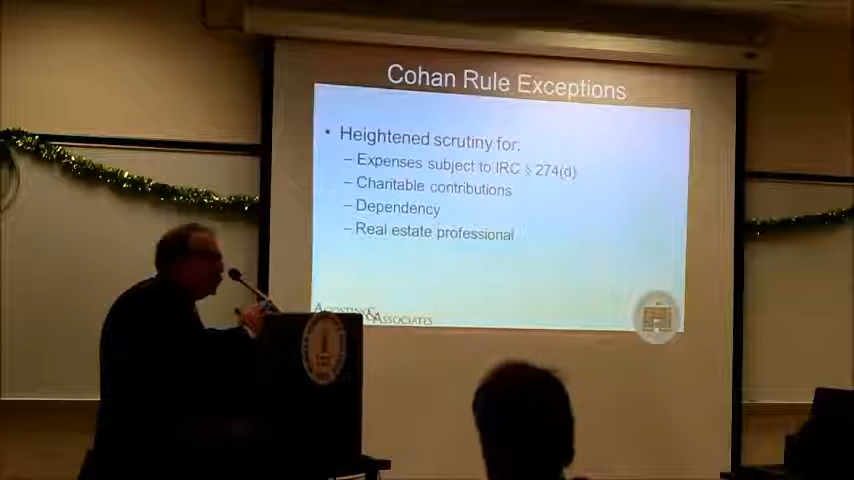 Cohan Rule Exceptions
• Heightened scrutiny for:
– Expenses subject to IRC § 274(d)
– Charitable contributions
– Dependency
– Real estate professional
AGOSTINO & ASSOCIATES